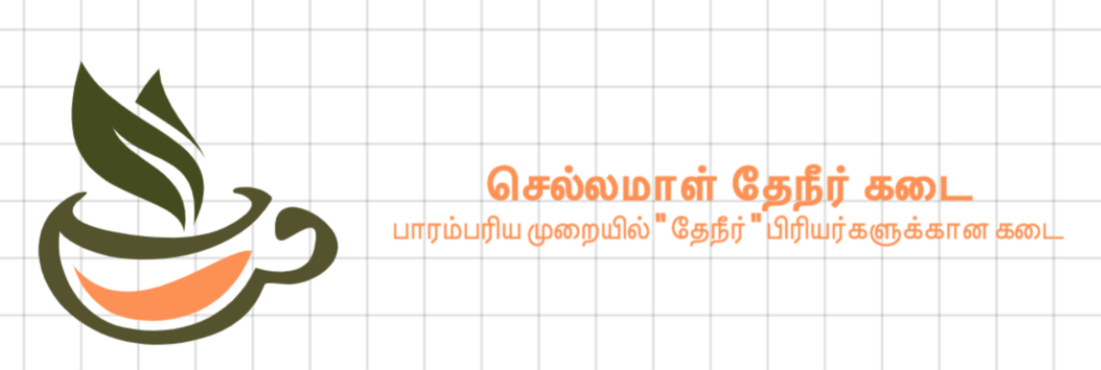 செல்லமாள் தேநீர் கடை
பாரம்பரிய முறையில் " தேநீர் " பிரியர்களுக்கான கடை